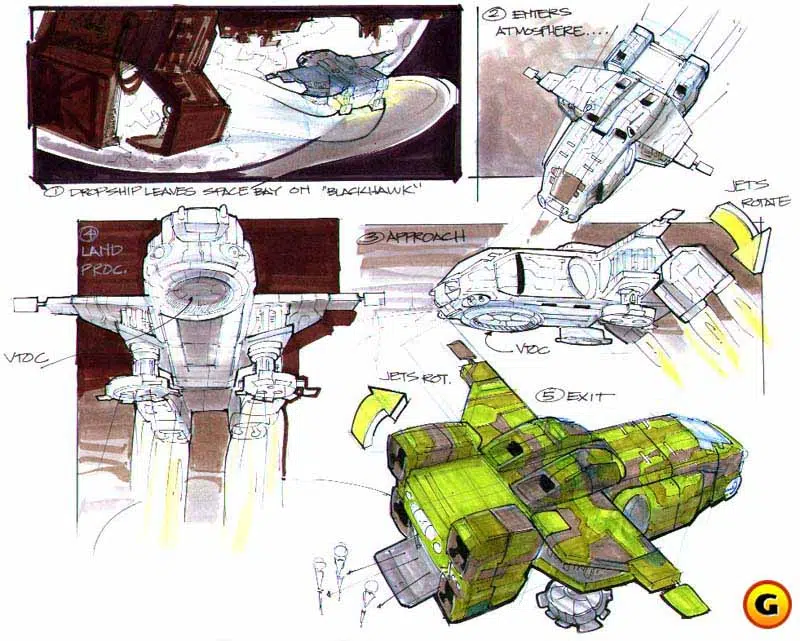 ② ENTERS
ATMOSPHERE....
① DROPSHIP LEAVES SPACE BAY ON "BLACKHAWK"
JETS
ROTATE
④
LAND
PROC.
③ APPROACH
VTOC
VTOC
JETS ROT.
⑤ EXIT
G